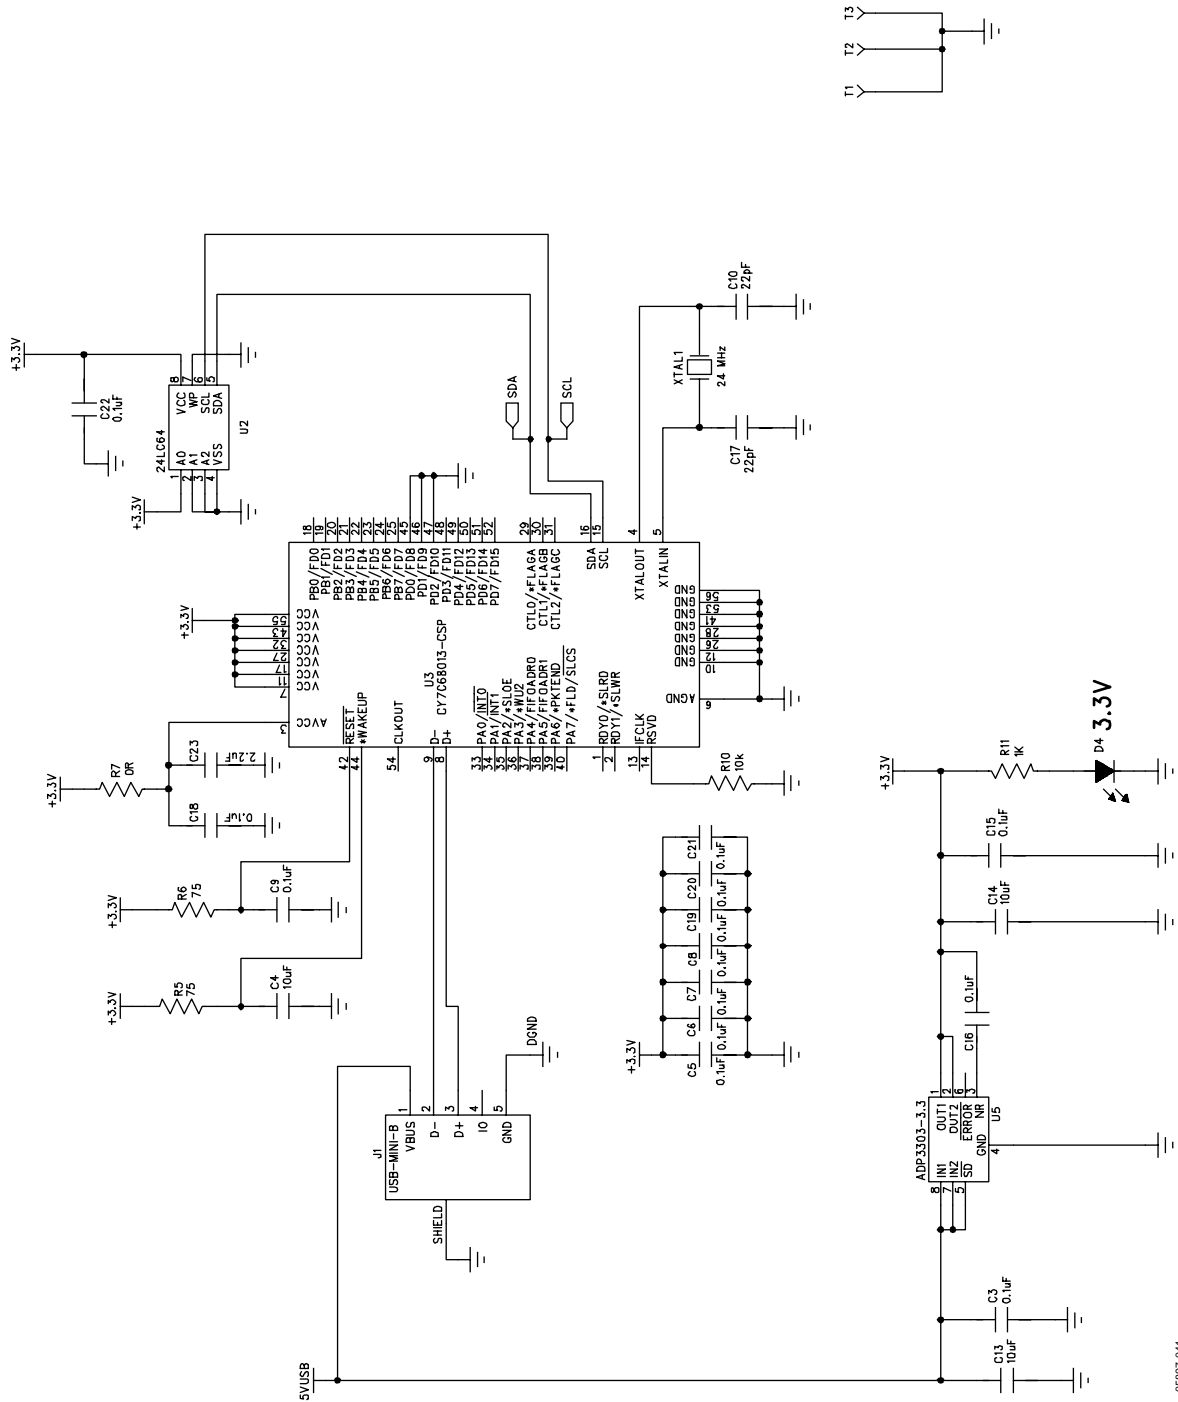 T3
T2
T1
+3.3V
C22
0.1uF
24LC64
U2
VCC
WP
SCL
SDA
8
7
6
5
A0
A1
A2
VSS
1
2
3
4
+3.3V
SDA
SCL
XTAL1
24 MHz
C10
22pF
C17
22pF
U3
CY7C68013-CSP
18
19
20
21
22
23
24
25
45
46
47
48
49
50
51
52
PB0/FD0
PB1/FD1
PB2/FD2
PB3/FD3
PB4/FD4
PB5/FD5
PB6/FD6
PB7/FD7
PD0/FD8
PD1/FD9
PD2/FD10
PD3/FD11
PD4/FD12
PD5/FD13
PD6/FD14
PD7/FD15
29
30
31
CTL0/*FLAGA
CTL1/*FLAGB
CTL2/*FLAGC
16
15
SDA
SCL
4
5
XTALOUT
XTALIN
+3.3V
VCC
VCC
VCC
VCC
VCC
VCC
VCC
55
43
32
27
17
11
7
AVCC
3
GND
GND
GND
GND
GND
GND
GND
56
53
41
28
26
12
10
AGND
6
RESET
*WAKEUP
42
44
CLKOUT
54
D-
D+
9
8
PA0/INT0
PA1/INT1
PA2/*SLOE
PA3/*WU2
PA4/FIFOADR0
PA5/FIFOADR1
PA6/*PKTEND
PA7/*FLD/SLCS
33
34
35
36
37
38
39
40
RDY0/*SLRD
RDY1/*SLWR
1
2
IFCLK
RSVD
13
14
R10
10k
+3.3V
R7
0R
C23
2.2uF
C18
0.1uF
+3.3V
R6
75
C9
0.1uF
+3.3V
R5
75
C4
10uF
+3.3V
C5
0.1uF
C6
0.1uF
C7
0.1uF
C8
0.1uF
C19
0.1uF
C20
0.1uF
C21
0.1uF
J1
USB-MINI-B
VBUS
D-
D+
IO
GND
1
2
3
4
5
SHIELD
DGND
5VUSB
C13
10uF
C3
0.1uF
ADP3303-3.3
U5
IN1
IN2
SD
8
7
5
OUT1
OUT2
ERROR
NR
1
2
6
3
GND
4
C16
0.1uF
C14
10uF
C15
0.1uF
+3.3V
R11
1K
D4
3.3V